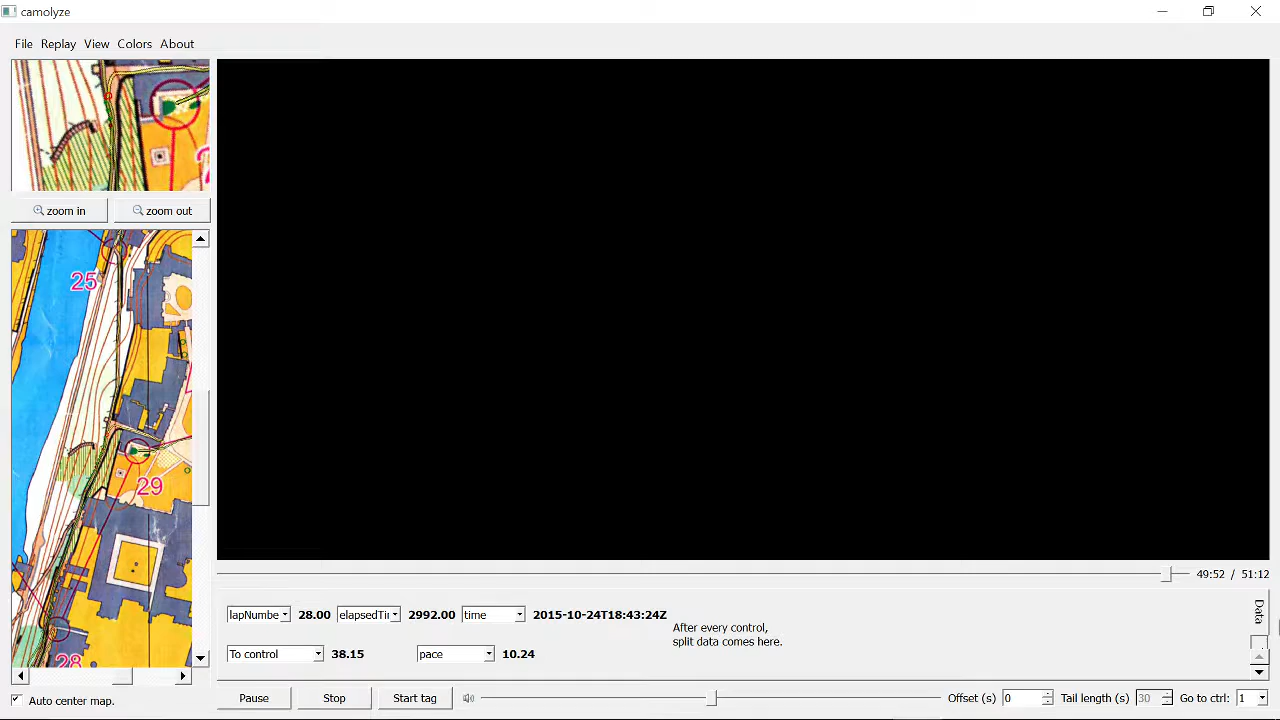 camolyze
File Replay View Colors About
zoom in zoom out
25
29
28
49:52 / 51:12
lapNumbe 28.00 elapsedTi 2992.00 time 2015-10-24T18:43:24Z
After every control,
split data comes here.
To control 38.15 pace 10.24
Data
Auto center map.
Pause Stop Start tag Offset (s) 0 Tail length (s) 30 Go to ctrl: 1